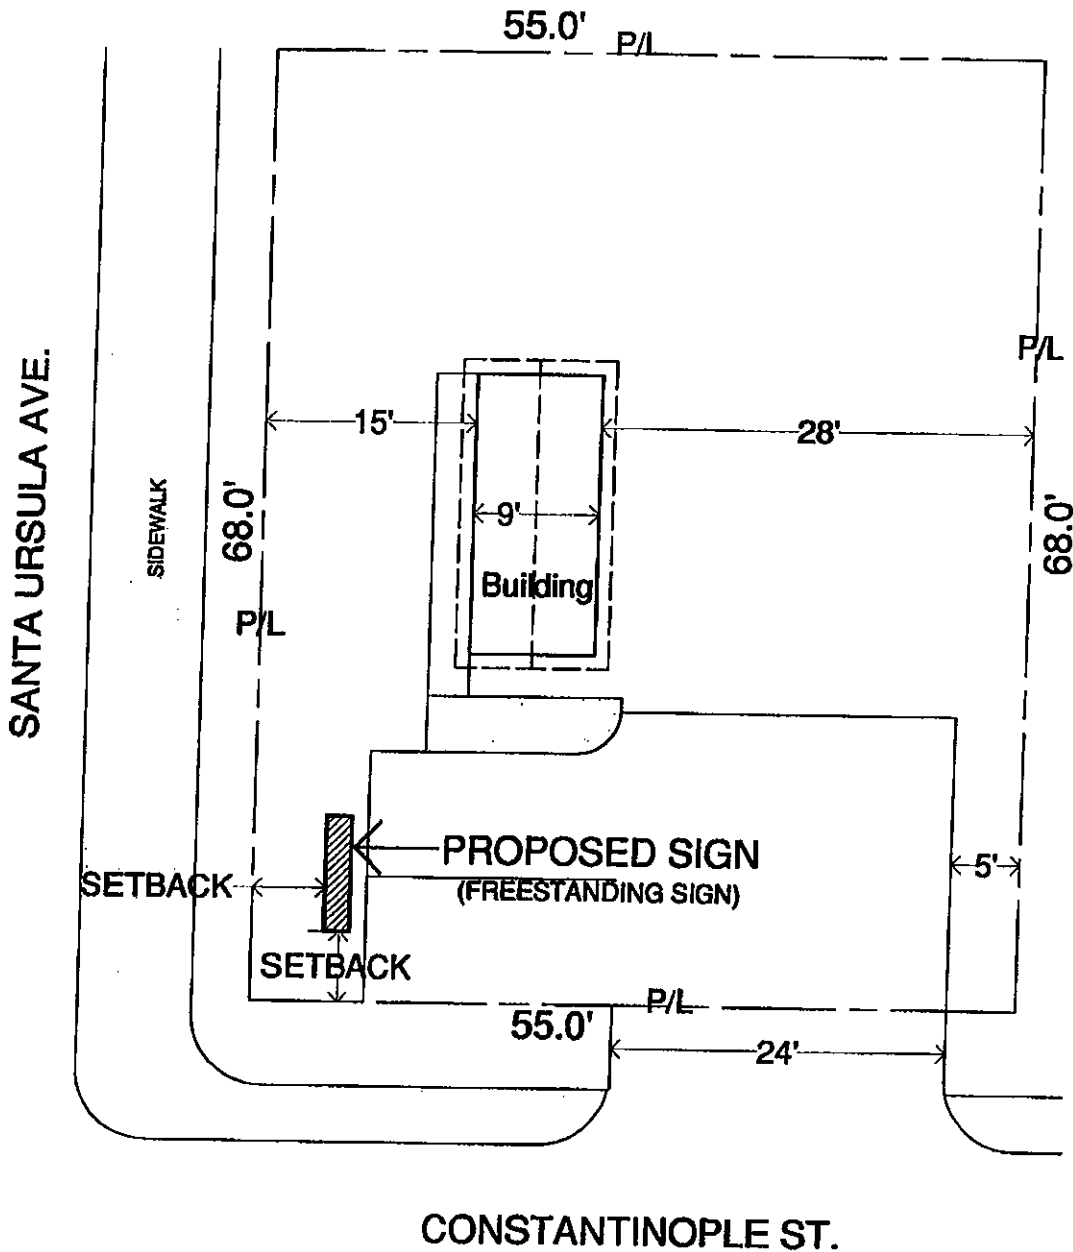 55.0'
P/L
P/L
15'
28'
SANTA URSULA AVE.
SIDEWALK
68.0'
9'
68.0'
Building
P/L
PROPOSED SIGN
(FREESTANDING SIGN)
5'
SETBACK
SETBACK
P/L
55.0'
24'
CONSTANTINOPLE ST.